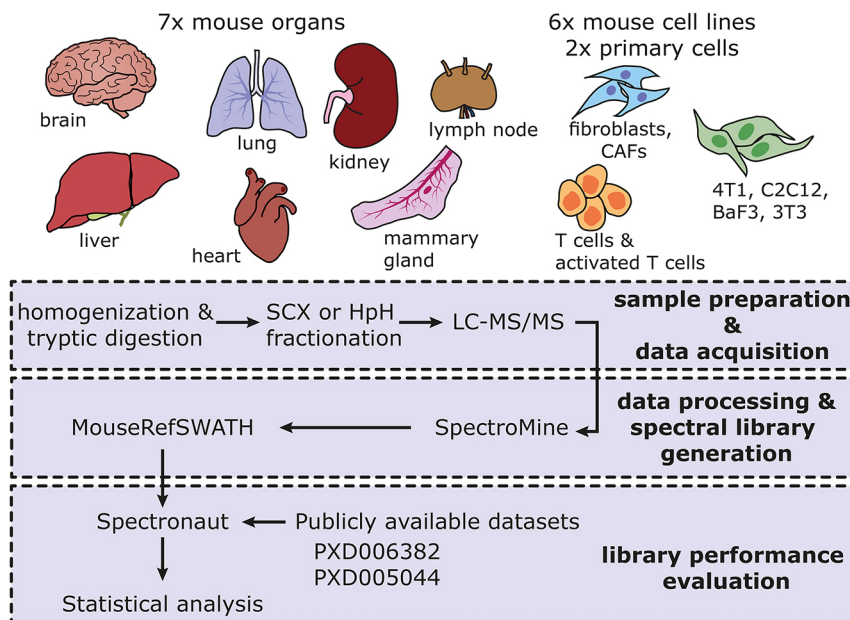 7x mouse organs
6x mouse cell lines
2x primary cells
brain
lung
kidney
lymph node
fibroblasts,
CAFs
4T1, C2C12,
BaF3, 3T3
liver
heart
mammary
gland
T cells &
activated T cells
homogenization &
tryptic digestion
SCX or HpH
fractionation
LC-MS/MS
sample preparation
&
data acquisition
MouseRefSWATH
SpectroMine
data processing &
spectral library
generation
Spectronaut
Publicly available datasets
PXD006382
PXD005044
Statistical analysis
library performance
evaluation